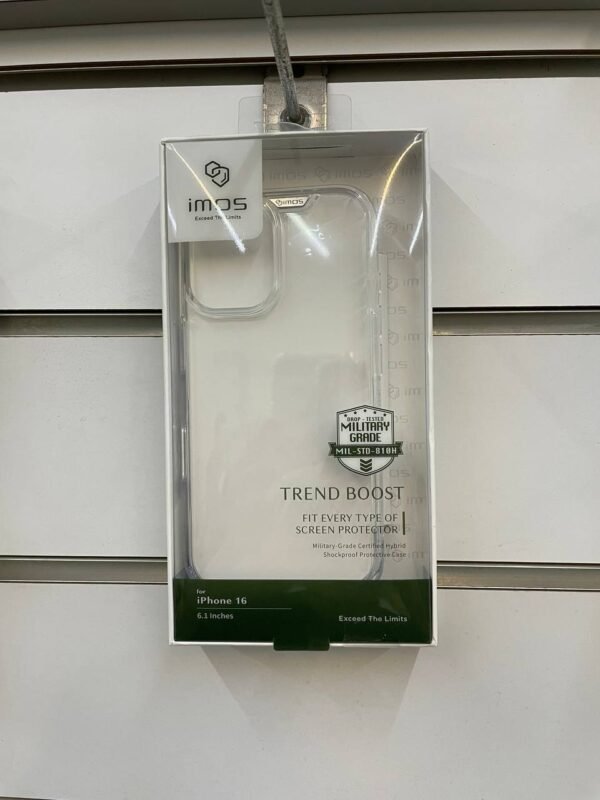 imos
Exceed The Limits
imos
imos
DROP - TESTED
MILITARY
GRADE
MIL-STD-810H
TREND BOOST
FIT EVERY TYPE OF
SCREEN PROTECTOR
Military-Grade Certified Hybrid
Shockproof Protective Case
for
iPhone 16
6.1 Inches
Exceed The Limits